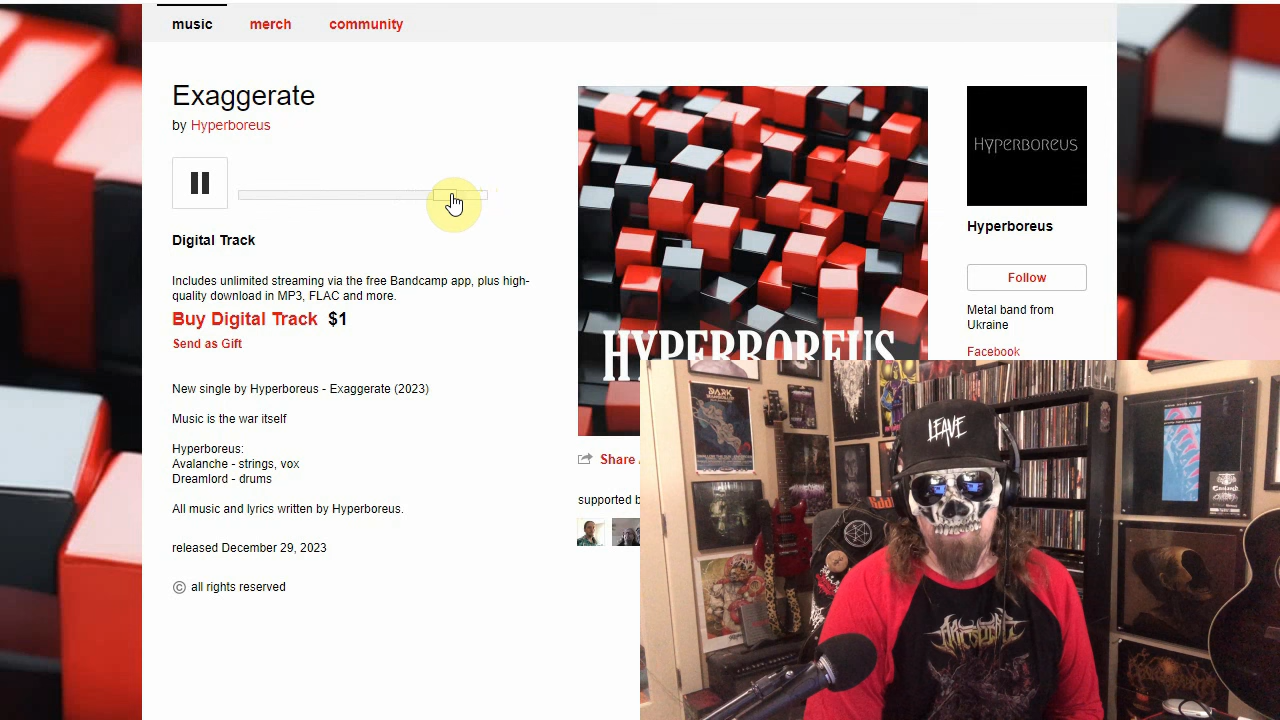 music
merch
community
Exaggerate
by Hyperboreus
Digital Track
Includes unlimited streaming via the free Bandcamp app, plus high-
quality download in MP3, FLAC and more.
Buy Digital Track $1
Send as Gift
New single by Hyperboreus - Exaggerate (2023)
Music is the war itself
Hyperboreus:
Avalanche - strings, vox
Dreamlord - drums
All music and lyrics written by Hyperboreus.
released December 29, 2023
© all rights reserved
HYPERBOREUS
Share
supported b
HYPERBOREUS
Hyperboreus
Follow
Metal band from
Ukraine
Facebook
DARK
LEAVE